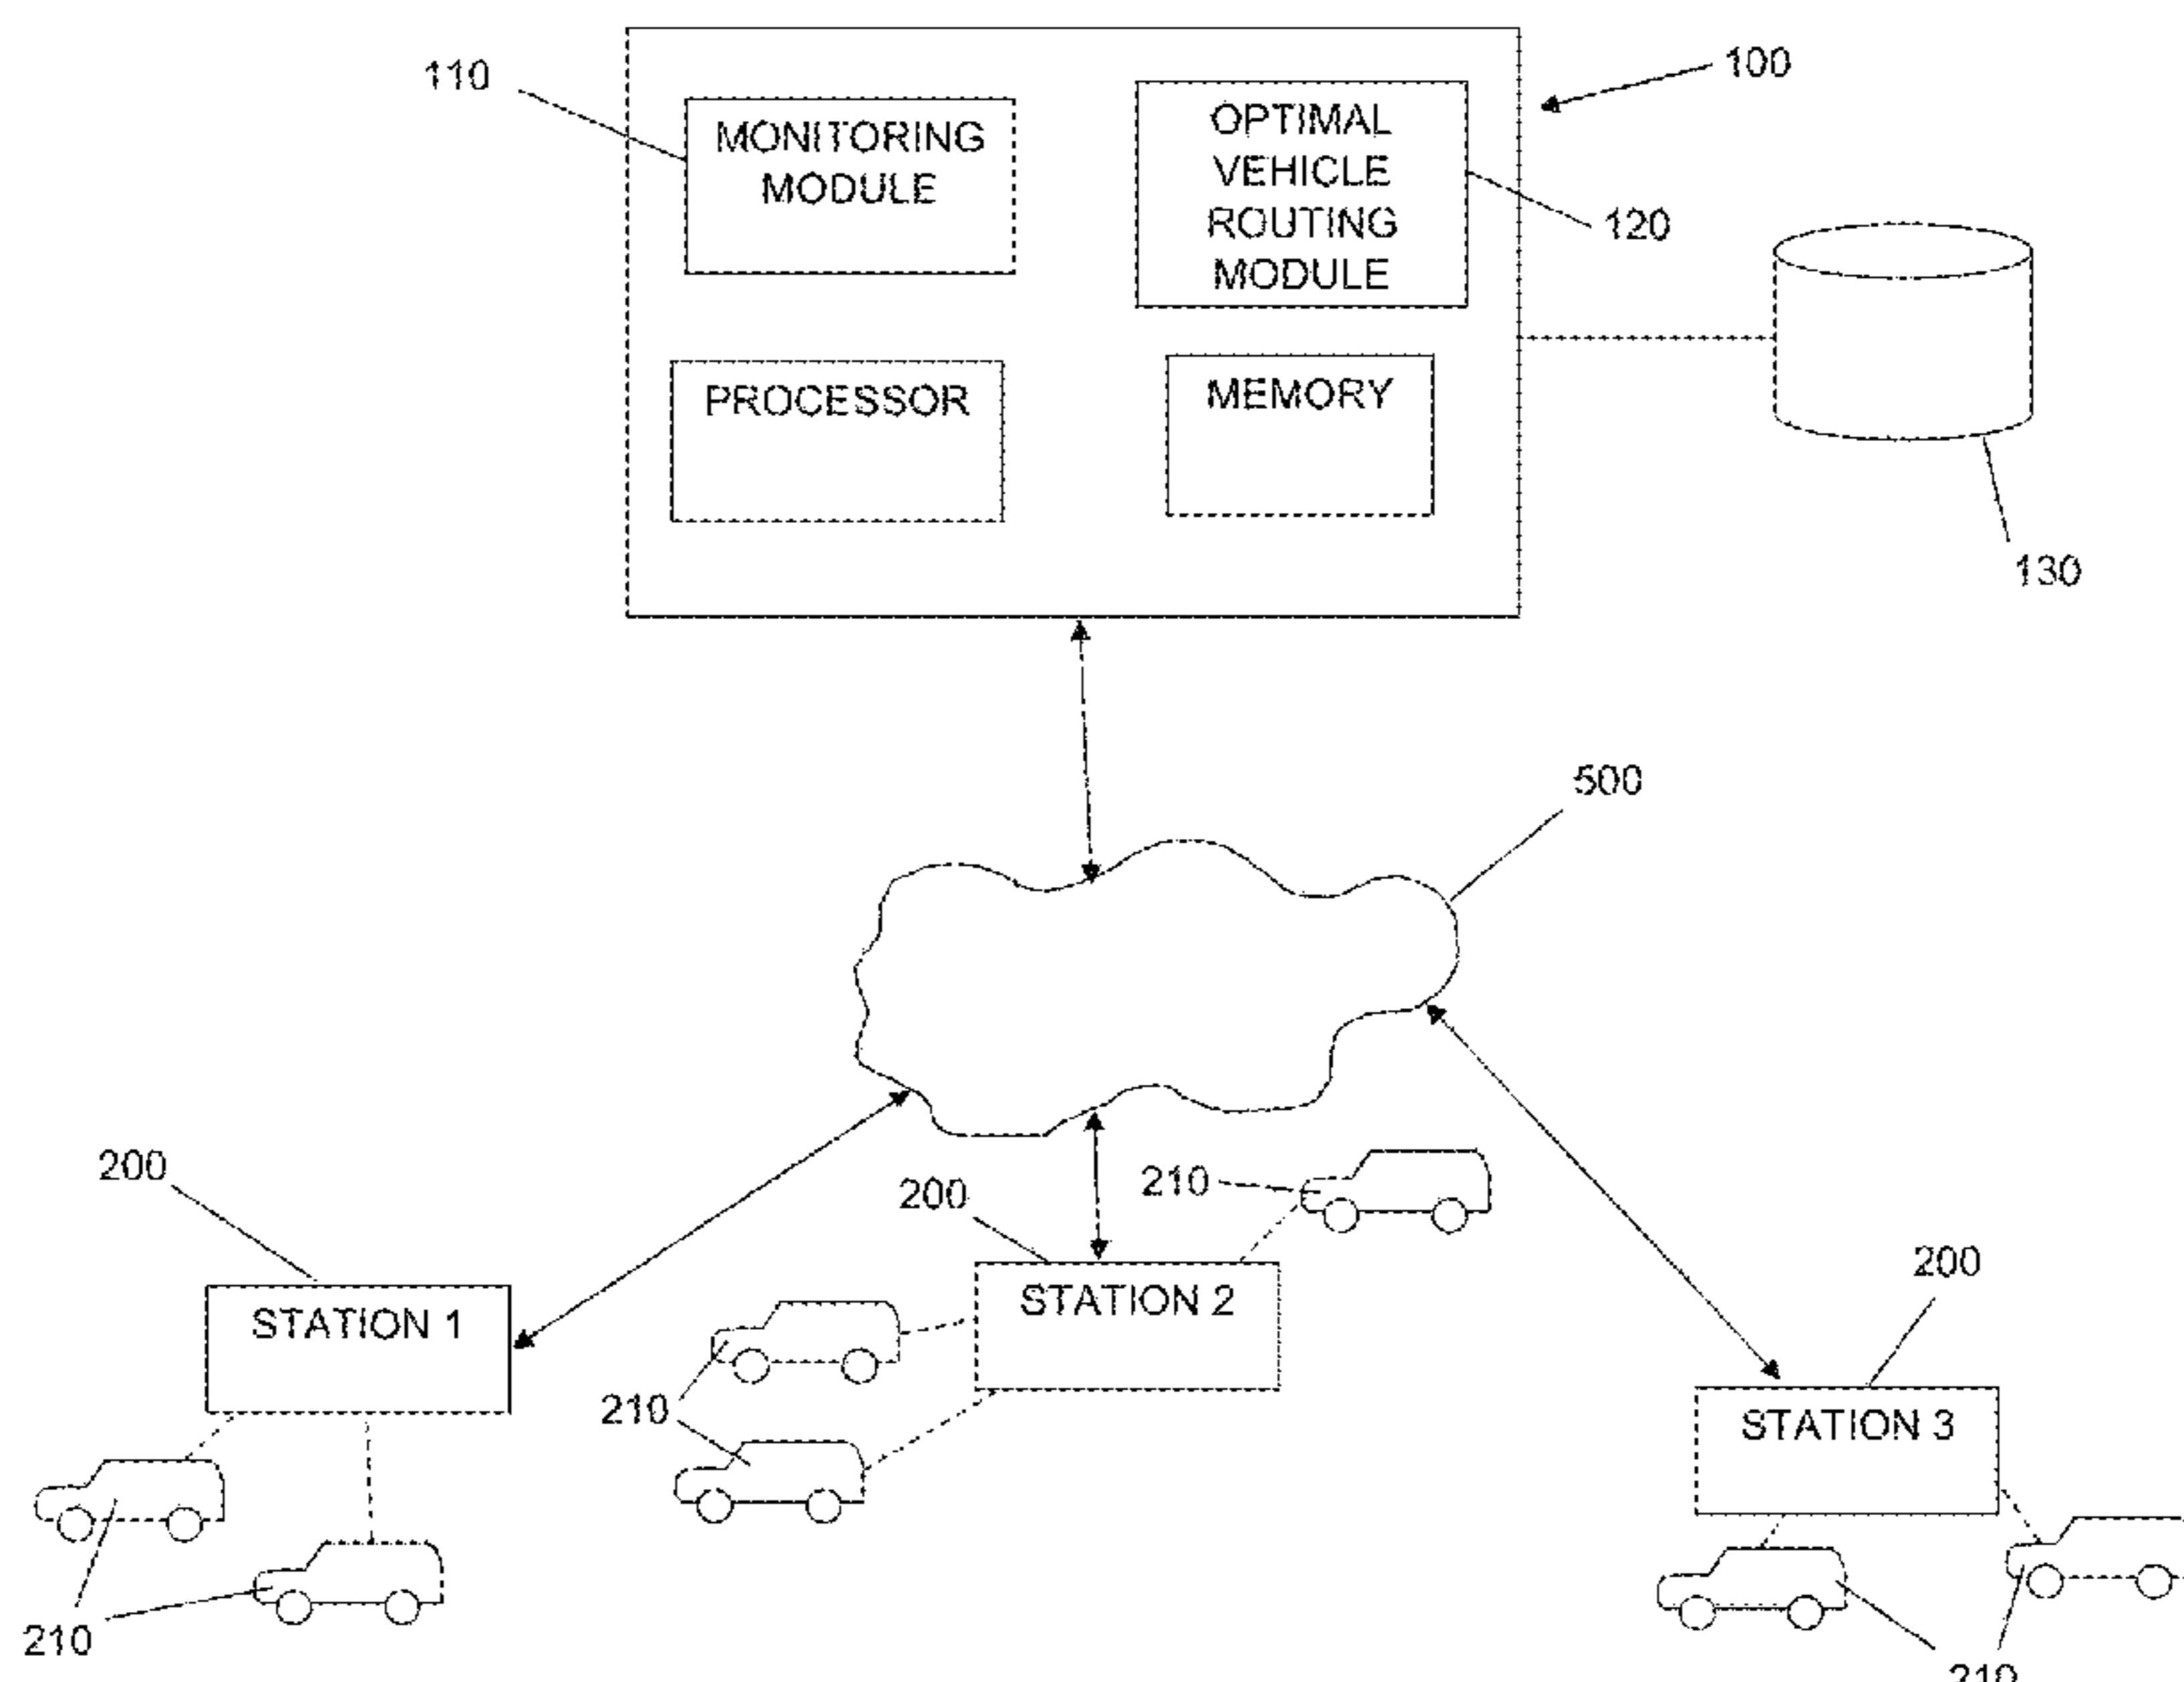 110
MONITORING
MODULE
OPTIMAL
VEHICLE
ROUTING
MODULE
100
120
PROCESSOR
MEMORY
130
500
200
STATION 1
210
200
STATION 2
210
210
200
STATION 3
210